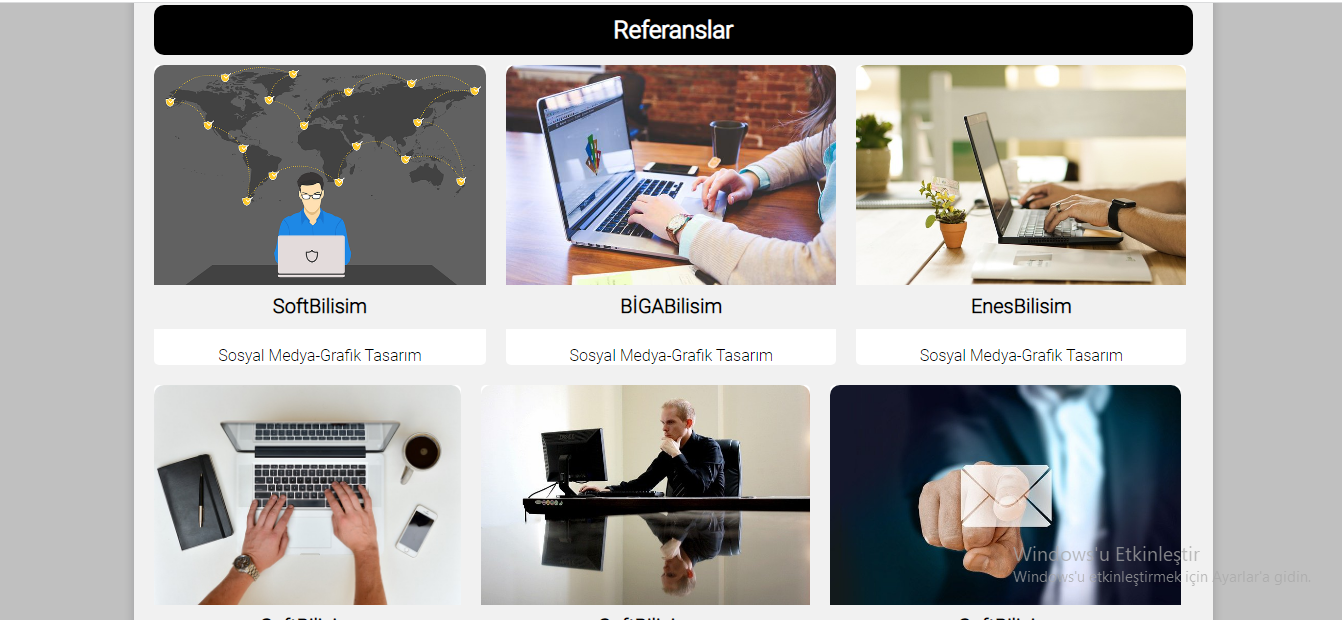 Referanslar
SoftBilisim
BİGABilisim
EnesBilisim
Sosyal Medya-Grafik Tasarım
Sosyal Medya-Grafik Tasarım
Sosyal Medya-Grafik Tasarım
Windows'u Etkinleştir
Windows'u etkinleştirmek için Ayarlar'a gidin.